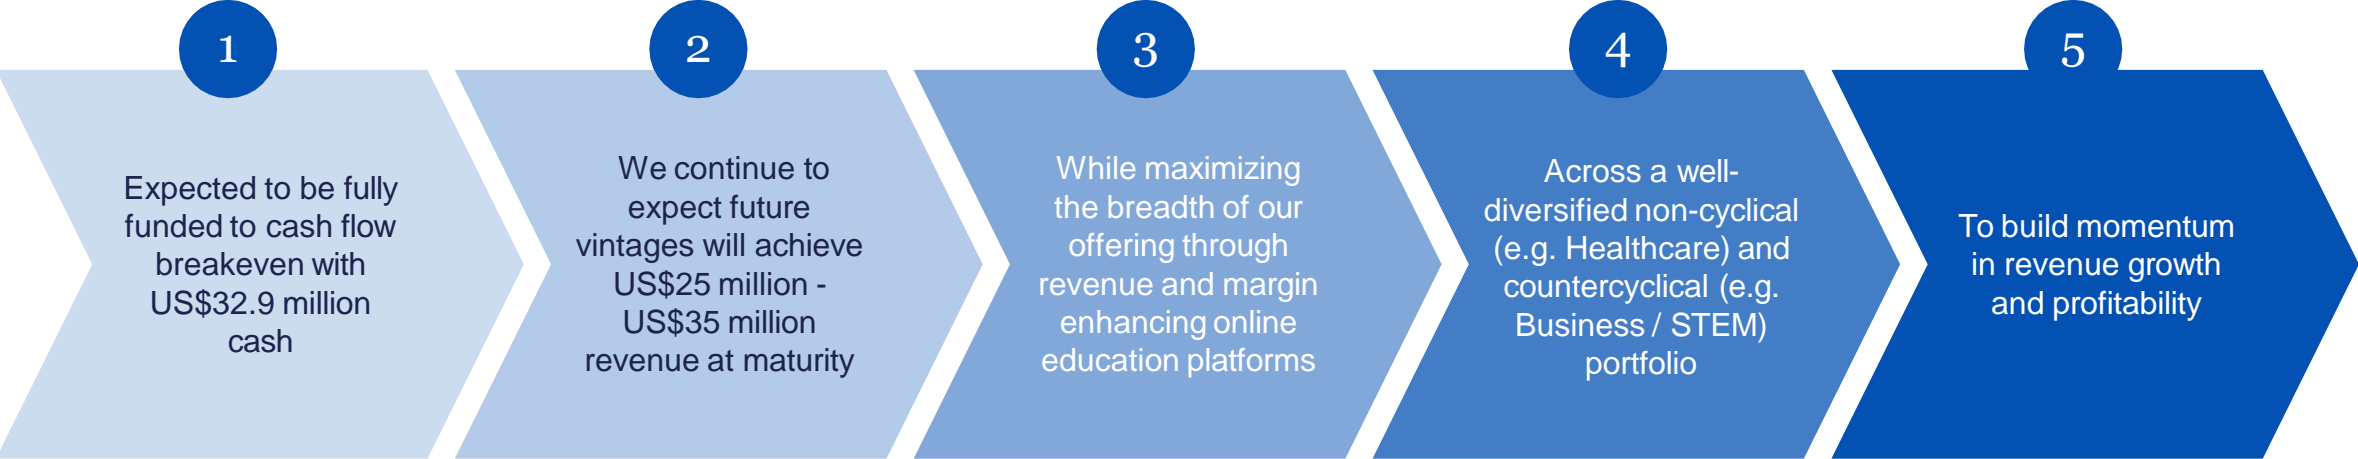 1
Expected to be fully
funded to cash flow
breakeven with
US$32.9 million
cash
2
We continue to
expect future
vintages will achieve
US$25 million -
US$35 million
revenue at maturity
3
While maximizing
the breadth of our
offering through
revenue and margin
enhancing online
education platforms
4
Across a well-
diversified non-cyclical
(e.g. Healthcare) and
countercyclical (e.g.
Business / STEM)
portfolio
5
To build momentum
in revenue growth
and profitability